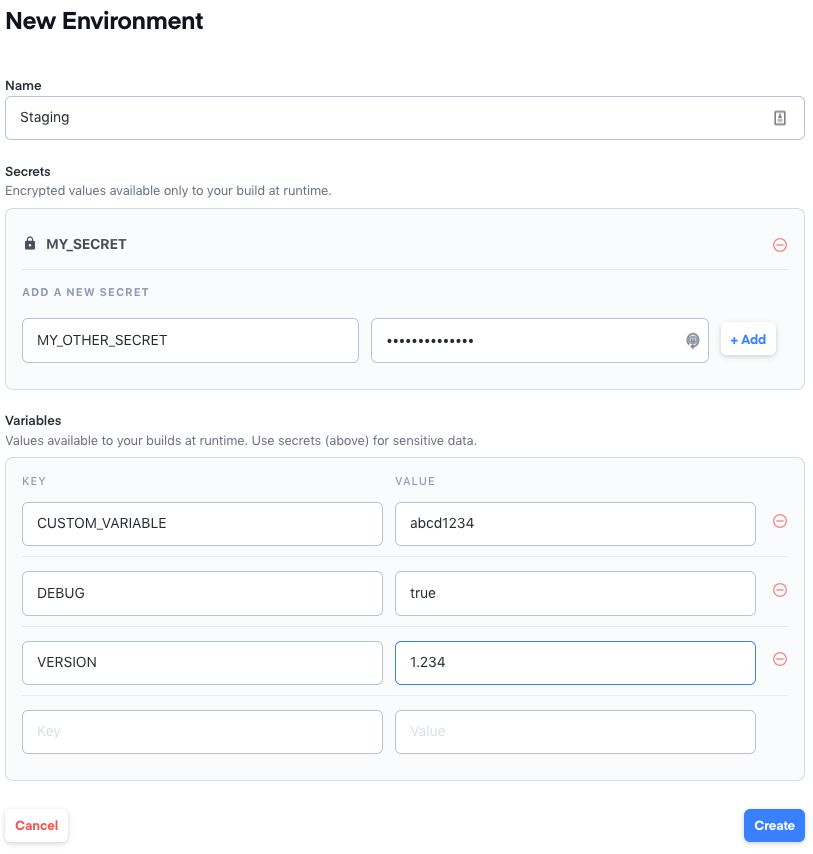 New Environment
Name
Staging
Secrets
Encrypted values available only to your build at runtime.
MY_SECRET
ADD A NEW SECRET
MY_OTHER_SECRET •••••••••••••• + Add
Variables
Values available to your builds at runtime. Use secrets (above) for sensitive data.
KEY VALUE
CUSTOM_VARIABLE abcd1234
DEBUG true
VERSION 1.234
Key Value
Cancel Create